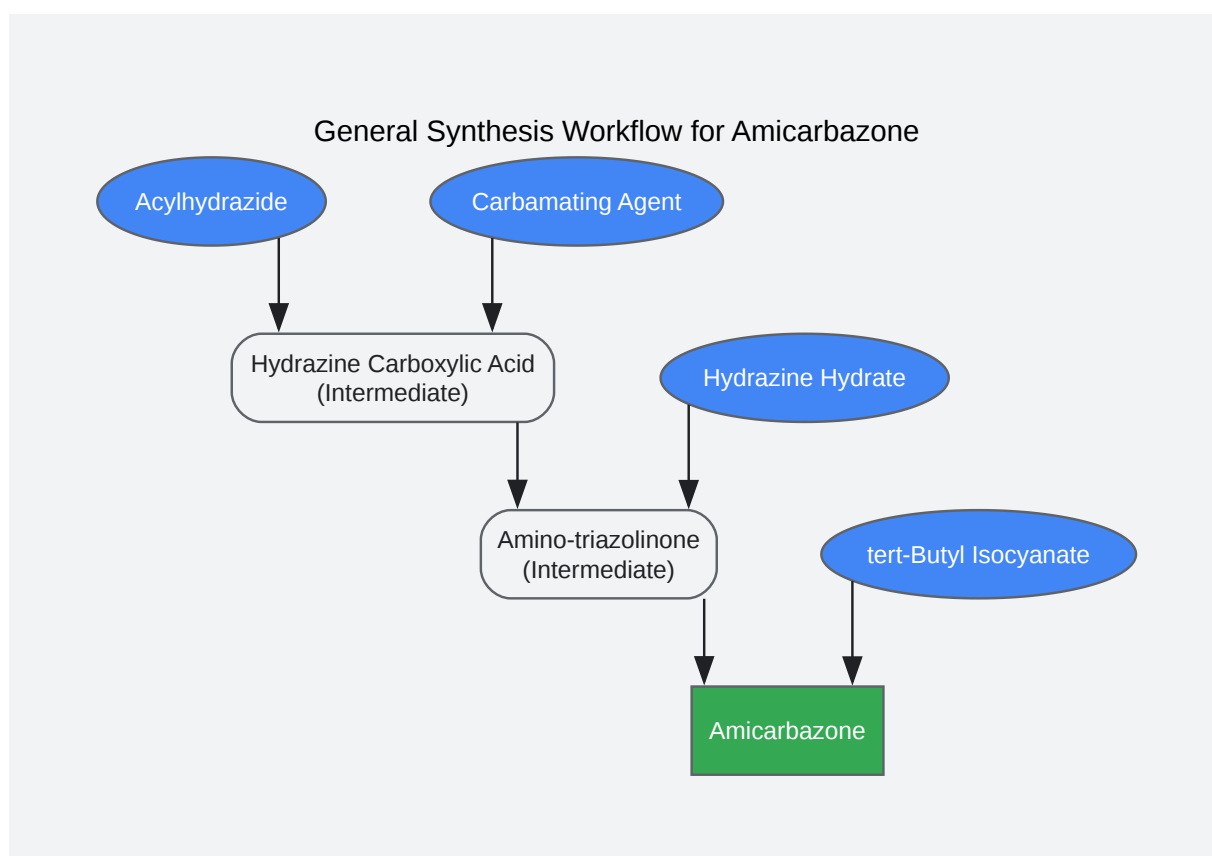 General Synthesis Workflow for Amicarbazone
Acylhydrazide
Carbamating Agent
Hydrazine Carboxylic Acid
(Intermediate)
Hydrazine Hydrate
Amino-triazolinone
(Intermediate)
tert-Butyl Isocyanate
Amicarbazone